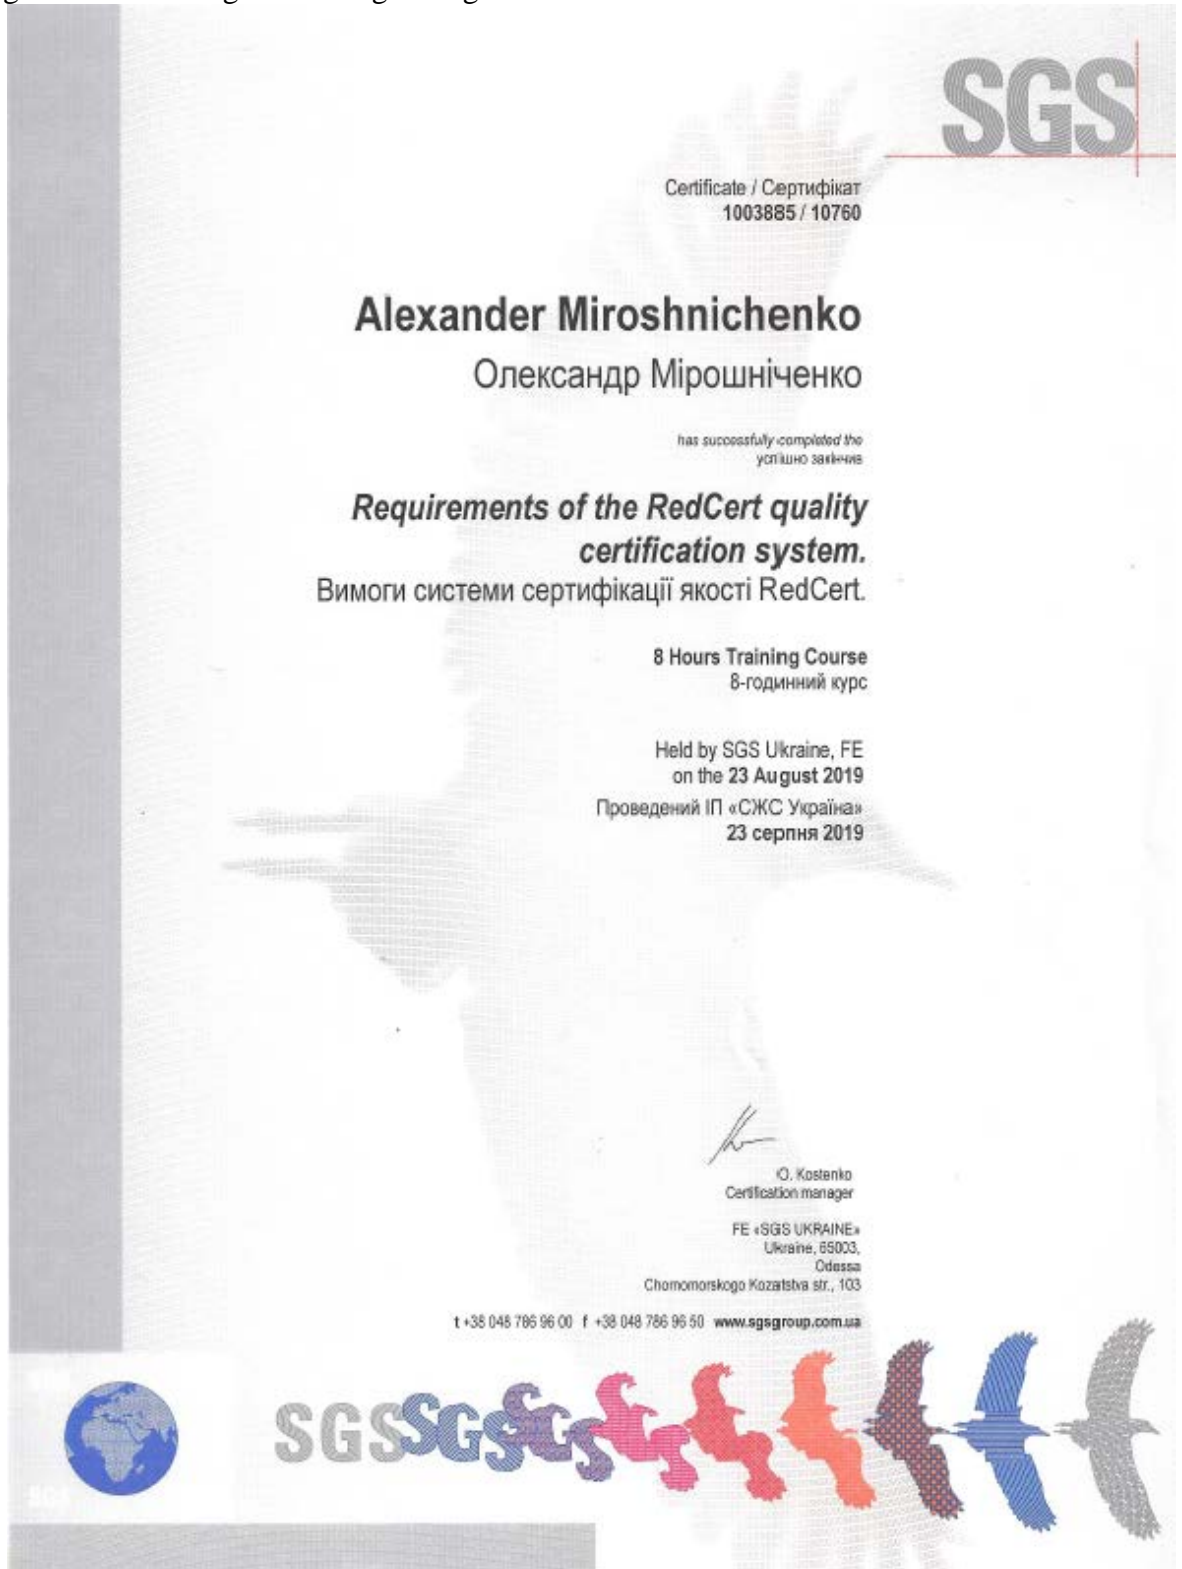 SGS
Certificate / Сертифікат
1003885 / 10760
Alexander Miroshnichenko
Олександр Мірошніченко
has successfully completed the
успішно закінчив
Requirements of the RedCert quality
certification system.
Вимоги системи сертифікації якості RedCert.
8 Hours Training Course
8-годинний курс
Held by SGS Ukraine, FE
on the 23 August 2019
Проведений ІП «СЖС Україна»
23 серпня 2019
Kostenko
Certification manager
FE «SGS UKRAINE»
Ukraine, 65003,
Odessa
Chornomorskogo Kozatstva str., 103
t +38 048 786 96 00 f +38 048 786 96 50 www.sgsgroup.com.ua
SGS SGS SGS